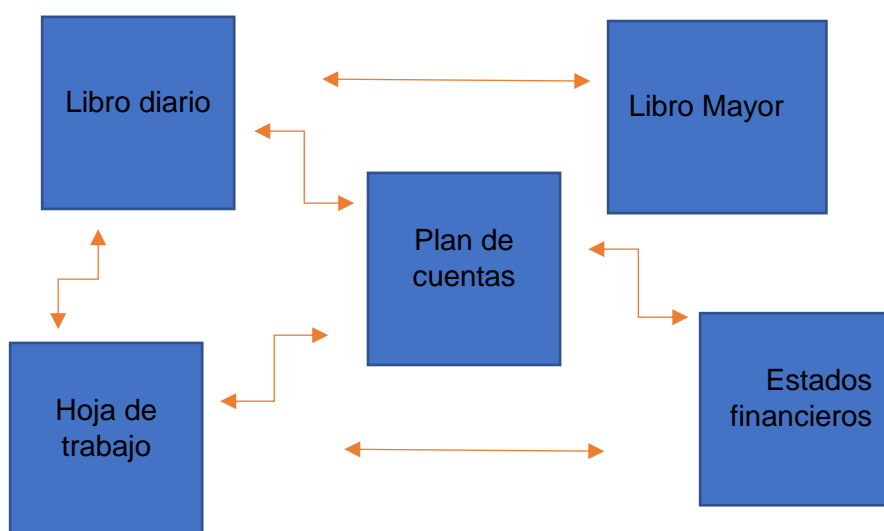 Libro diario
Libro Mayor
Plan de
cuentas
Estados
financieros
Hoja de
trabajo